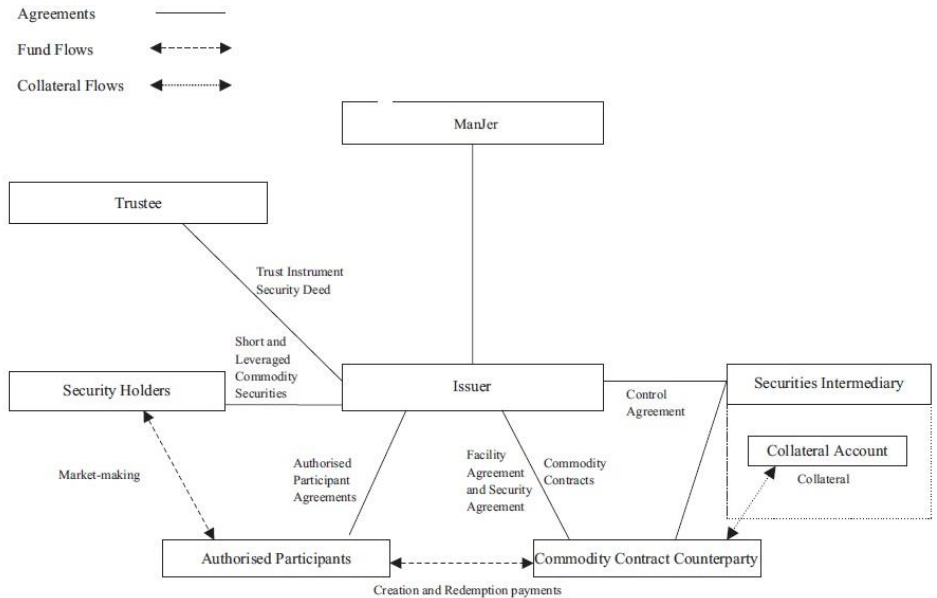 Agreements
Fund Flows
Collateral Flows
ManJer
Trustee
Trust Instrument
Security Deed
Short and
Leveraged
Commodity
Securities
Security Holders
Issuer
Securities Intermediary
Control
Agreement
Collateral Account
Collateral
Market-making
Authorised
Participant
Agreements
Facility
Agreement
and Security
Agreement
Commodity
Contracts
Authorised Participants
Commodity Contract Counterparty
Creation and Redemption payments